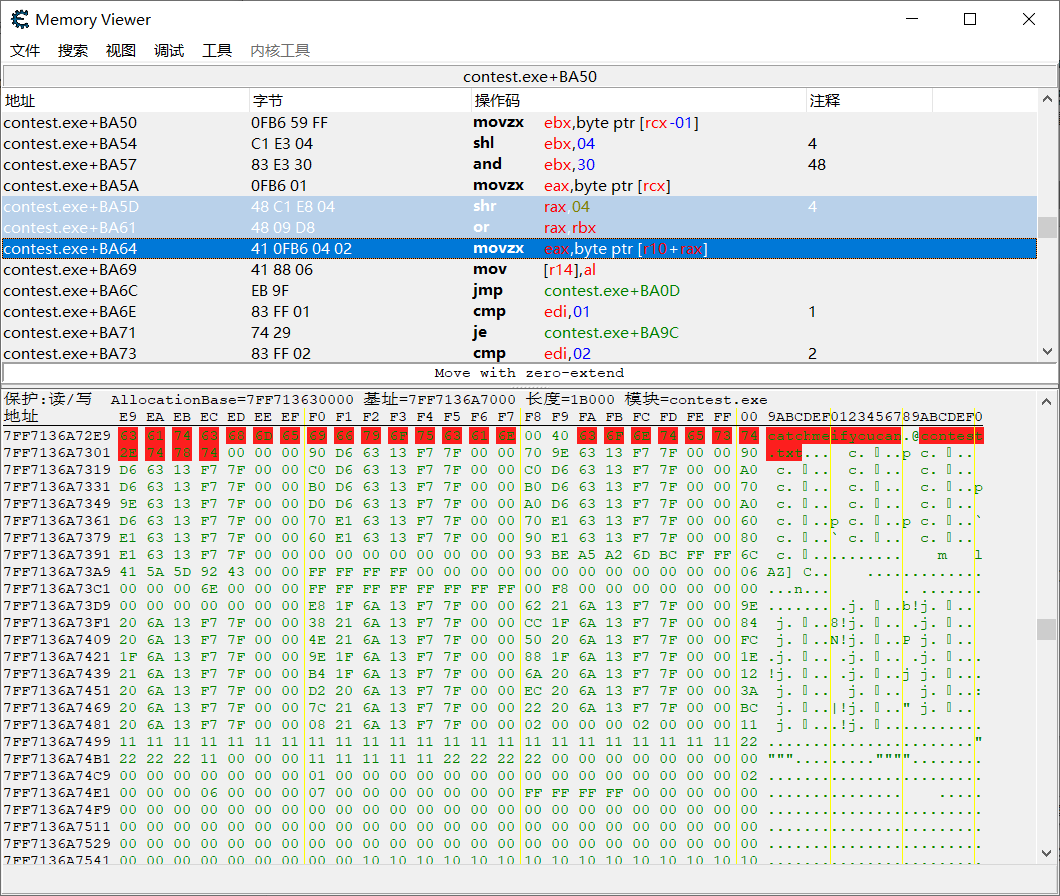 Memory Viewer
文件 搜索 视图 调试 工具 内核工具
contest.exe+BA50
地址 字节 操作码 注释
contest.exe+BA50 0FB6 59 FF movzx ebx,byte ptr [rcx-01]
contest.exe+BA54 C1 E3 04 shl ebx,04 4
contest.exe+BA57 83 E3 30 and ebx,30 48
contest.exe+BA5A 0FB6 01 movzx eax,byte ptr [rcx]
contest.exe+BA5D 48 C1 E8 04 shr rax,04 4
contest.exe+BA61 48 09 D8 or rax,rbx
contest.exe+BA64 41 0FB6 04 02 movzx eax,byte ptr [r10+rax]
contest.exe+BA69 41 88 06 mov [r14],al
contest.exe+BA6C EB 9F jmp contest.exe+BA0D
contest.exe+BA6E 83 FF 01 cmp edi,01 1
contest.exe+BA71 74 29 je contest.exe+BA9C
contest.exe+BA73 83 FF 02 cmp edi,02 2
Move with zero-extend
保护:读/写 AllocationBase=7FF713630000 基址=7FF7136A7000 长度=1B000 模块=contest.exe
地址 E9 EA EB EC ED EE EF F0 F1 F2 F3 F4 F5 F6 F7 F8 F9 FA FB FC FD FE FF 00 9ABCDEF0123456789ABCDEF0
7FF7136A72E9 63 61 74 63 68 6D 65 69 66 79 6F 75 63 61 6E 00 40 63 6F 6E 74 65 73 74 catchmeifyoucan.@contest
7FF7136A7301 2E 74 78 74 00 00 00 90 D6 63 13 F7 7F 00 00 70 9E 63 13 F7 7F 00 00 90 .txt
7FF7136A7319 D6 63 13 F7 7F 00 00 C0 D6 63 13 F7 7F 00 00 C0 D6 63 13 F7 7F 00 00 A0
7FF7136A7331 D6 63 13 F7 7F 00 00 B0 D6 63 13 F7 7F 00 00 B0 D6 63 13 F7 7F 00 00 70
7FF7136A7349 9E 63 13 F7 7F 00 00 D0 D6 63 13 F7 7F 00 00 A0 D6 63 13 F7 7F 00 00 A0
7FF7136A7361 D6 63 13 F7 7F 00 00 70 E1 63 13 F7 7F 00 00 70 E1 63 13 F7 7F 00 00 60
7FF7136A7379 E1 63 13 F7 7F 00 00 60 E1 63 13 F7 7F 00 00 90 E1 63 13 F7 7F 00 00 80
7FF7136A7391 E1 63 13 F7 7F 00 00 00 00 00 00 00 00 00 00 93 BE A5 A2 6D BC FF FF 6C
7FF7136A73A9 41 5A 5D 92 43 00 00 FF FF FF FF 00 00 00 00 00 00 00 00 00 00 00 00 06
7FF7136A73C1 00 00 00 6E 00 00 00 FF FF FF FF FF FF FF FF 00 F8 00 00 00 00 00 00 00
7FF7136A73D9 00 00 00 00 00 00 00 E8 1F 6A 13 F7 7F 00 00 62 21 6A 13 F7 7F 00 00 9E
7FF7136A73F1 20 6A 13 F7 7F 00 00 38 21 6A 13 F7 7F 00 00 CC 1F 6A 13 F7 7F 00 00 84
7FF7136A7409 20 6A 13 F7 7F 00 00 4E 21 6A 13 F7 7F 00 00 50 20 6A 13 F7 7F 00 00 FC
7FF7136A7421 1F 6A 13 F7 7F 00 00 9E 1F 6A 13 F7 7F 00 00 88 1F 6A 13 F7 7F 00 00 1E
7FF7136A7439 21 6A 13 F7 7F 00 00 B4 1F 6A 13 F7 7F 00 00 6A 20 6A 13 F7 7F 00 00 12
7FF7136A7451 20 6A 13 F7 7F 00 00 D2 20 6A 13 F7 7F 00 00 EC 20 6A 13 F7 7F 00 00 3A
7FF7136A7469 20 6A 13 F7 7F 00 00 7C 21 6A 13 F7 7F 00 00 22 20 6A 13 F7 7F 00 00 BC
7FF7136A7481 20 6A 13 F7 7F 00 00 08 21 6A 13 F7 7F 00 00 02 00 00 00 02 00 00 00 11
7FF7136A7499 11 11 11 11 11 11 11 11 11 11 11 11 11 11 11 11 11 11 11 11 11 11 11 22
7FF7136A74B1 22 22 22 11 00 00 00 11 11 11 11 11 22 22 22 22 00 00 00 00 00 00 00 00
7FF7136A74C9 00 00 00 00 00 00 00 01 00 00 00 00 00 00 00 00 00 00 00 00 00 00 00 02
7FF7136A74E1 00 00 00 06 00 00 00 07 00 00 00 00 00 00 00 FF FF FF FF 00 00 00 00 00
7FF7136A74F9 00 00 00 00 00 00 00 00 00 00 00 00 00 00 00 00 00 00 00 00 00 00 00 00
7FF7136A7511 00 00 00 00 00 00 00 00 00 00 00 00 00 00 00 00 00 00 00 00 00 00 00 00
7FF7136A7529 00 00 00 00 00 00 00 00 00 00 00 00 00 00 00 00 00 00 00 00 00 00 00 00
7FF7136A7541 00 00 00 00 00 00 00 00 00 10 10 10 10 10 10 10 10 10 10 10 10 10 10 10